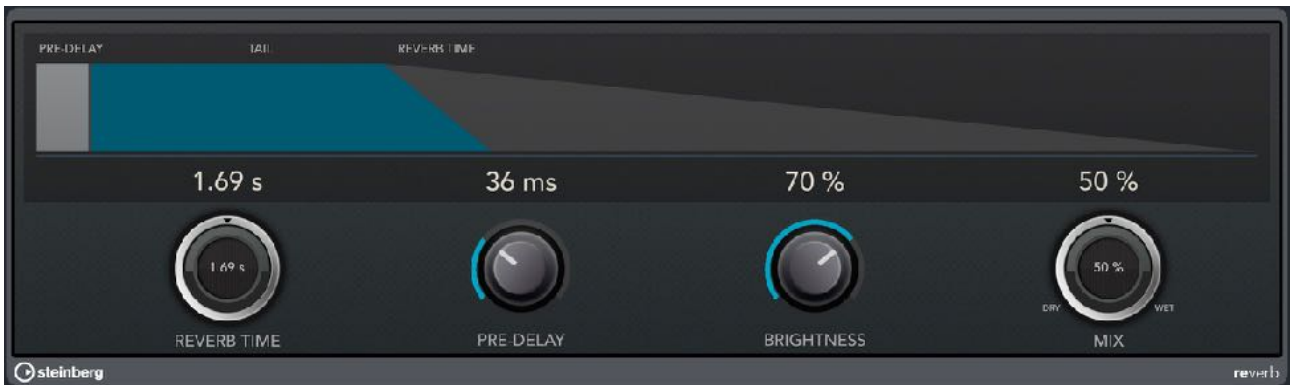 PRE-DELAY TAIL REVERB TIME
1.69 s 36 ms 70 % 50 %
1.69 s 50 %
DRY WET
REVERB TIME PRE-DELAY BRIGHTNESS MIX
steinberg reverb